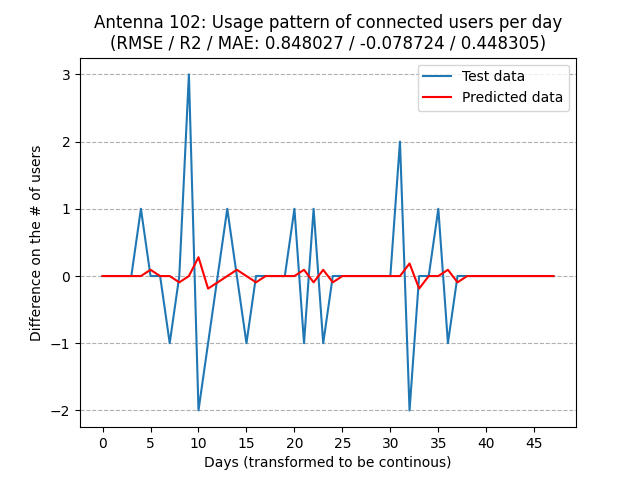 Antenna 102: Usage pattern of connected users per day
(RMSE / R2 / MAE: 0.848027 / -0.078724 / 0.448305)
Test data
Predicted data
Difference on the # of users
3
2
1
0
−1
−2
0 5 10 15 20 25 30 35 40 45
Days (transformed to be continous)